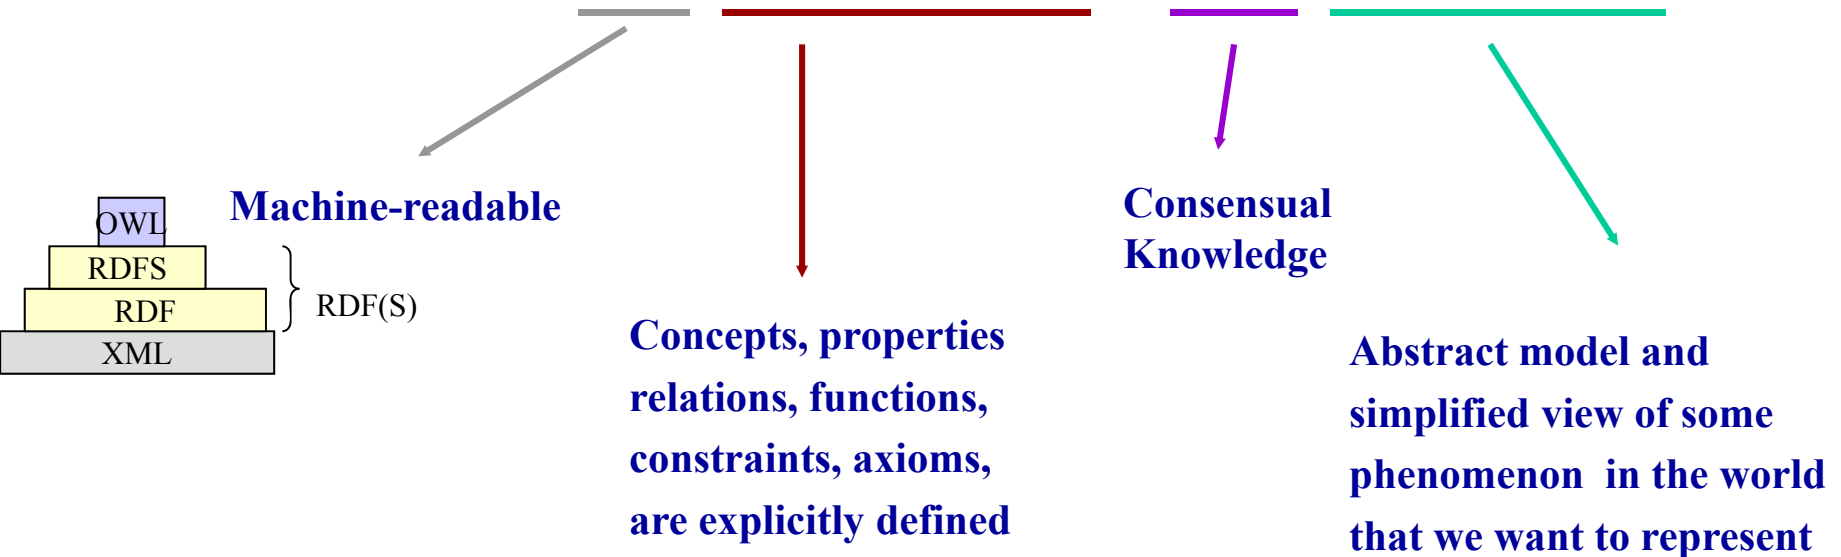 Machine-readable
OWL
RDFS
RDF
XML
RDF(S)
Concepts, properties
relations, functions,
constraints, axioms,
are explicitly defined
Consensual
Knowledge
Abstract model and
simplified view of some
phenomenon in the world
that we want to represent